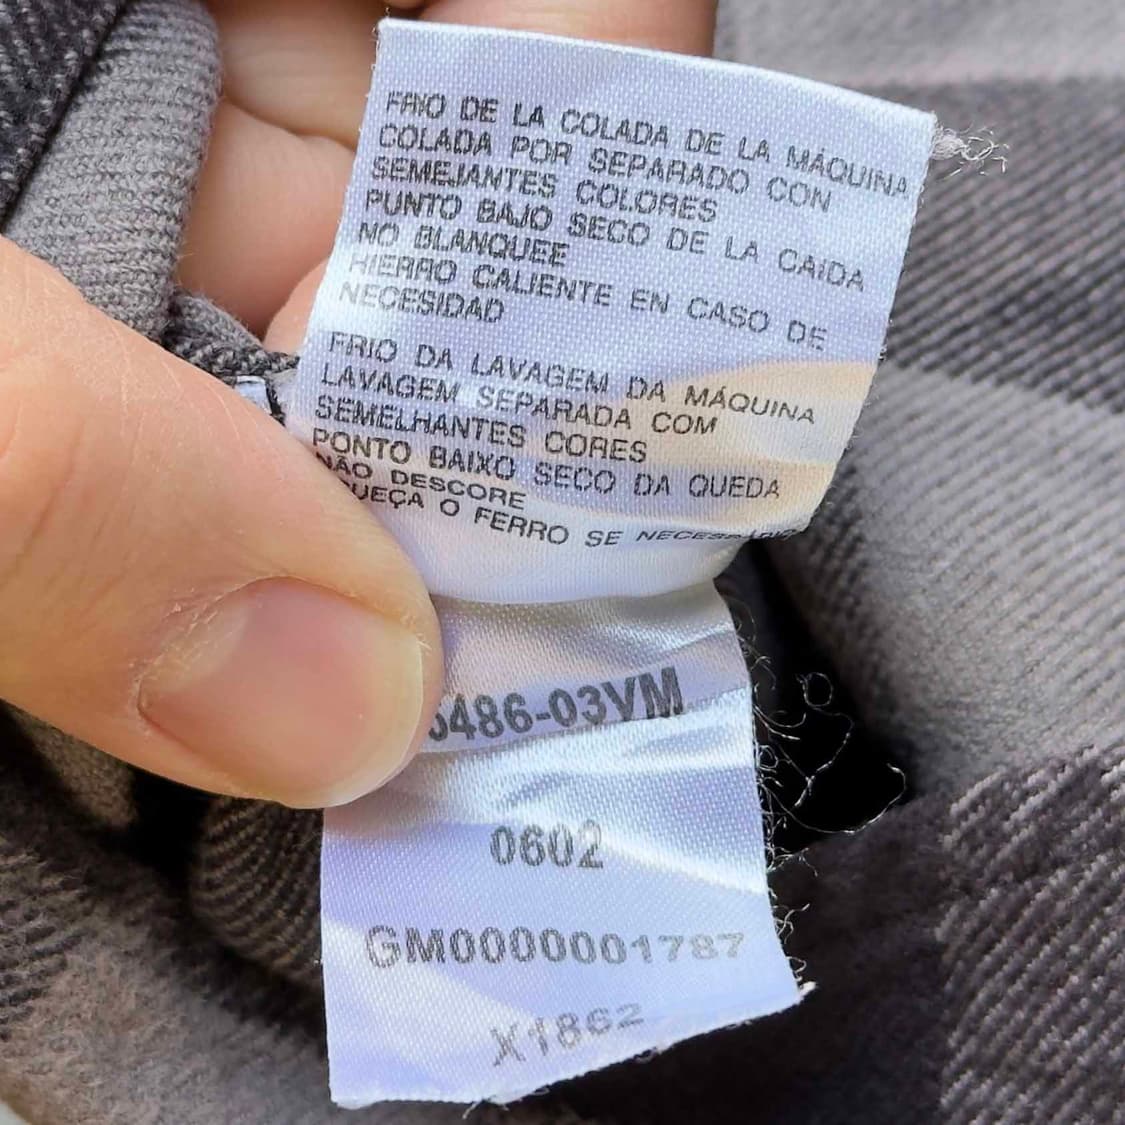 FRIO DE LA COLADA DE LA MÁQUINA
COLADA POR SEPARADO CON
SEMEJANTES COLORES
PUNTO BAJO SECO DE LA CAIDA
NO BLANQUEE
HIERRO CALIENTE EN CASO DE
NECESIDAD
FRIO DA LAVAGEM DA MÁQUINA
LAVAGEM SEPARADA COM
SEMELHANTES CORES
PONTO BAIXO SECO DA QUEDA
NÃO DESCORE
O FERRO SE
486-03VM
0602
GM0000001787
X1862